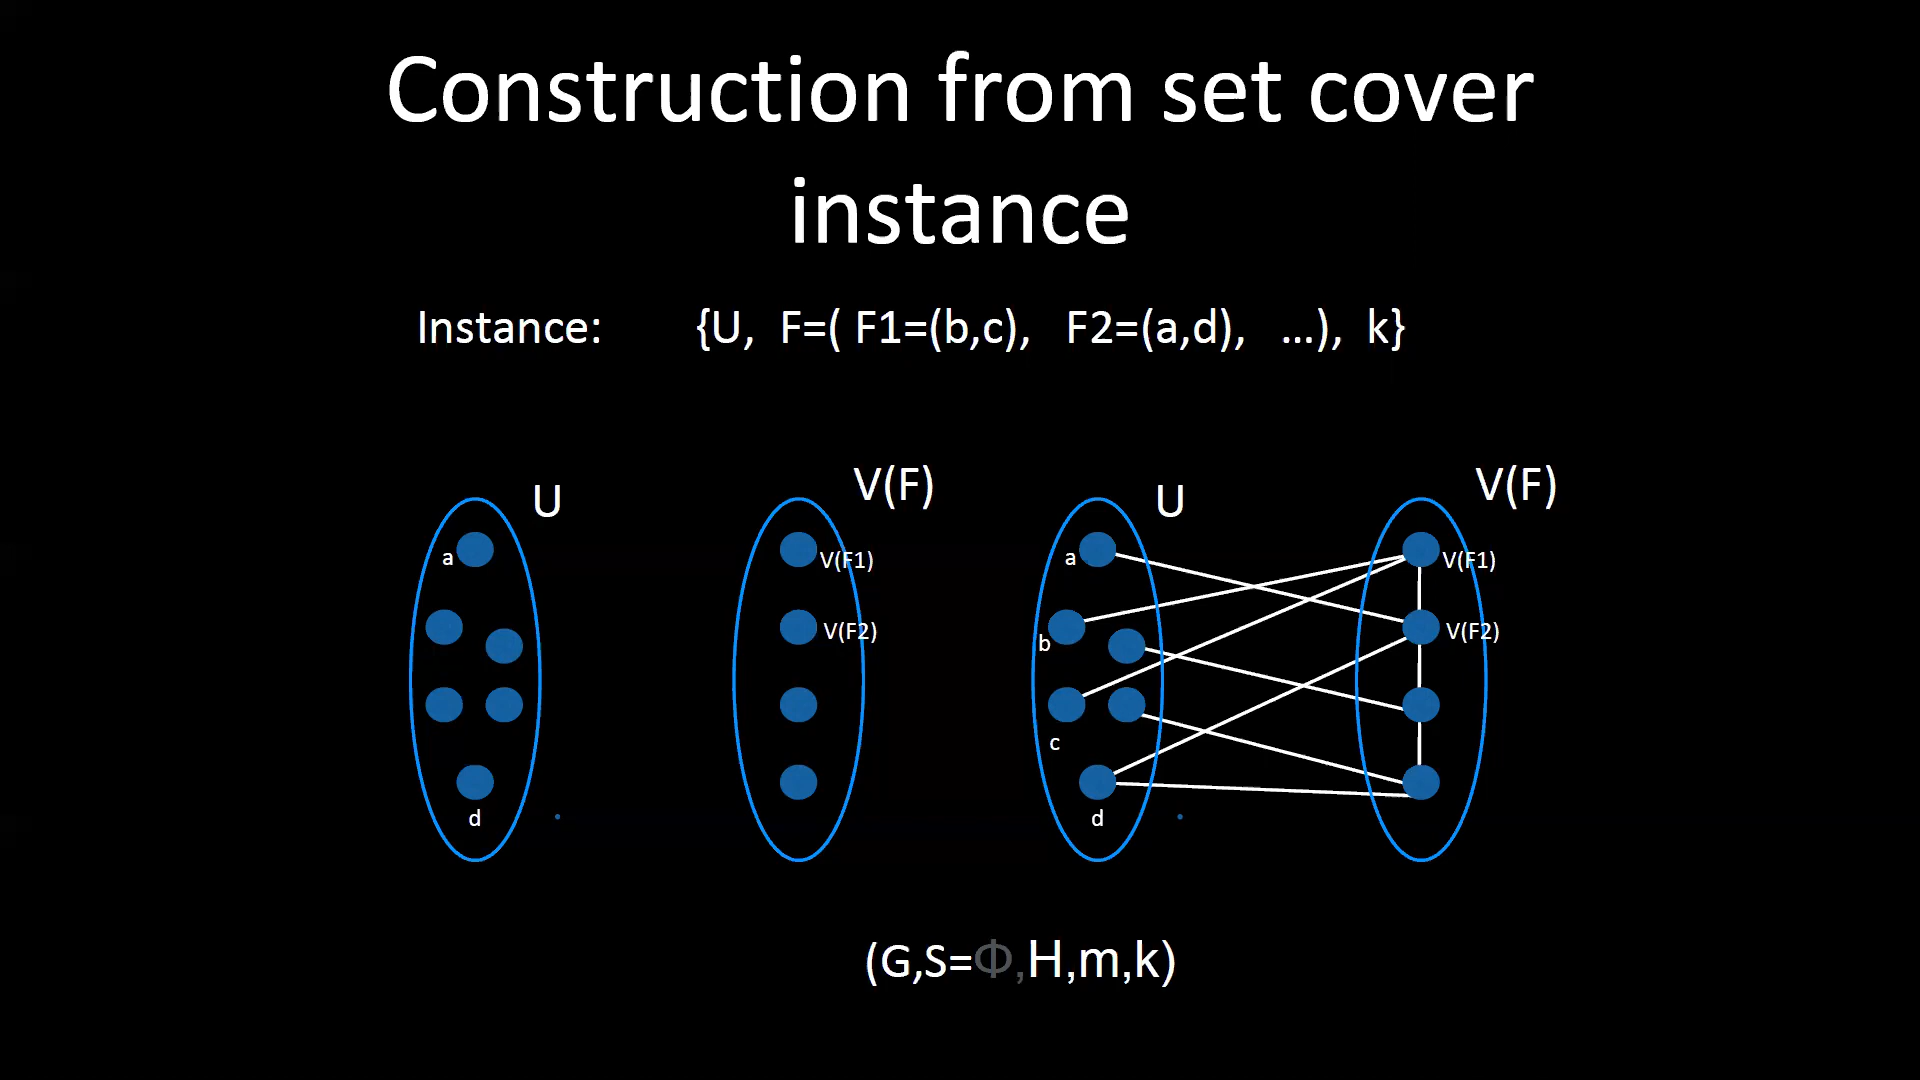 Construction from set cover
instance
Instance: {U, F=( F1=(b,c), F2=(a,d), ...), k}
U
V(F)
a
V(F1)
V(F2)
d
U
V(F)
a
V(F1)
b
V(F2)
c
d
(G,S=Φ,H,m,k)